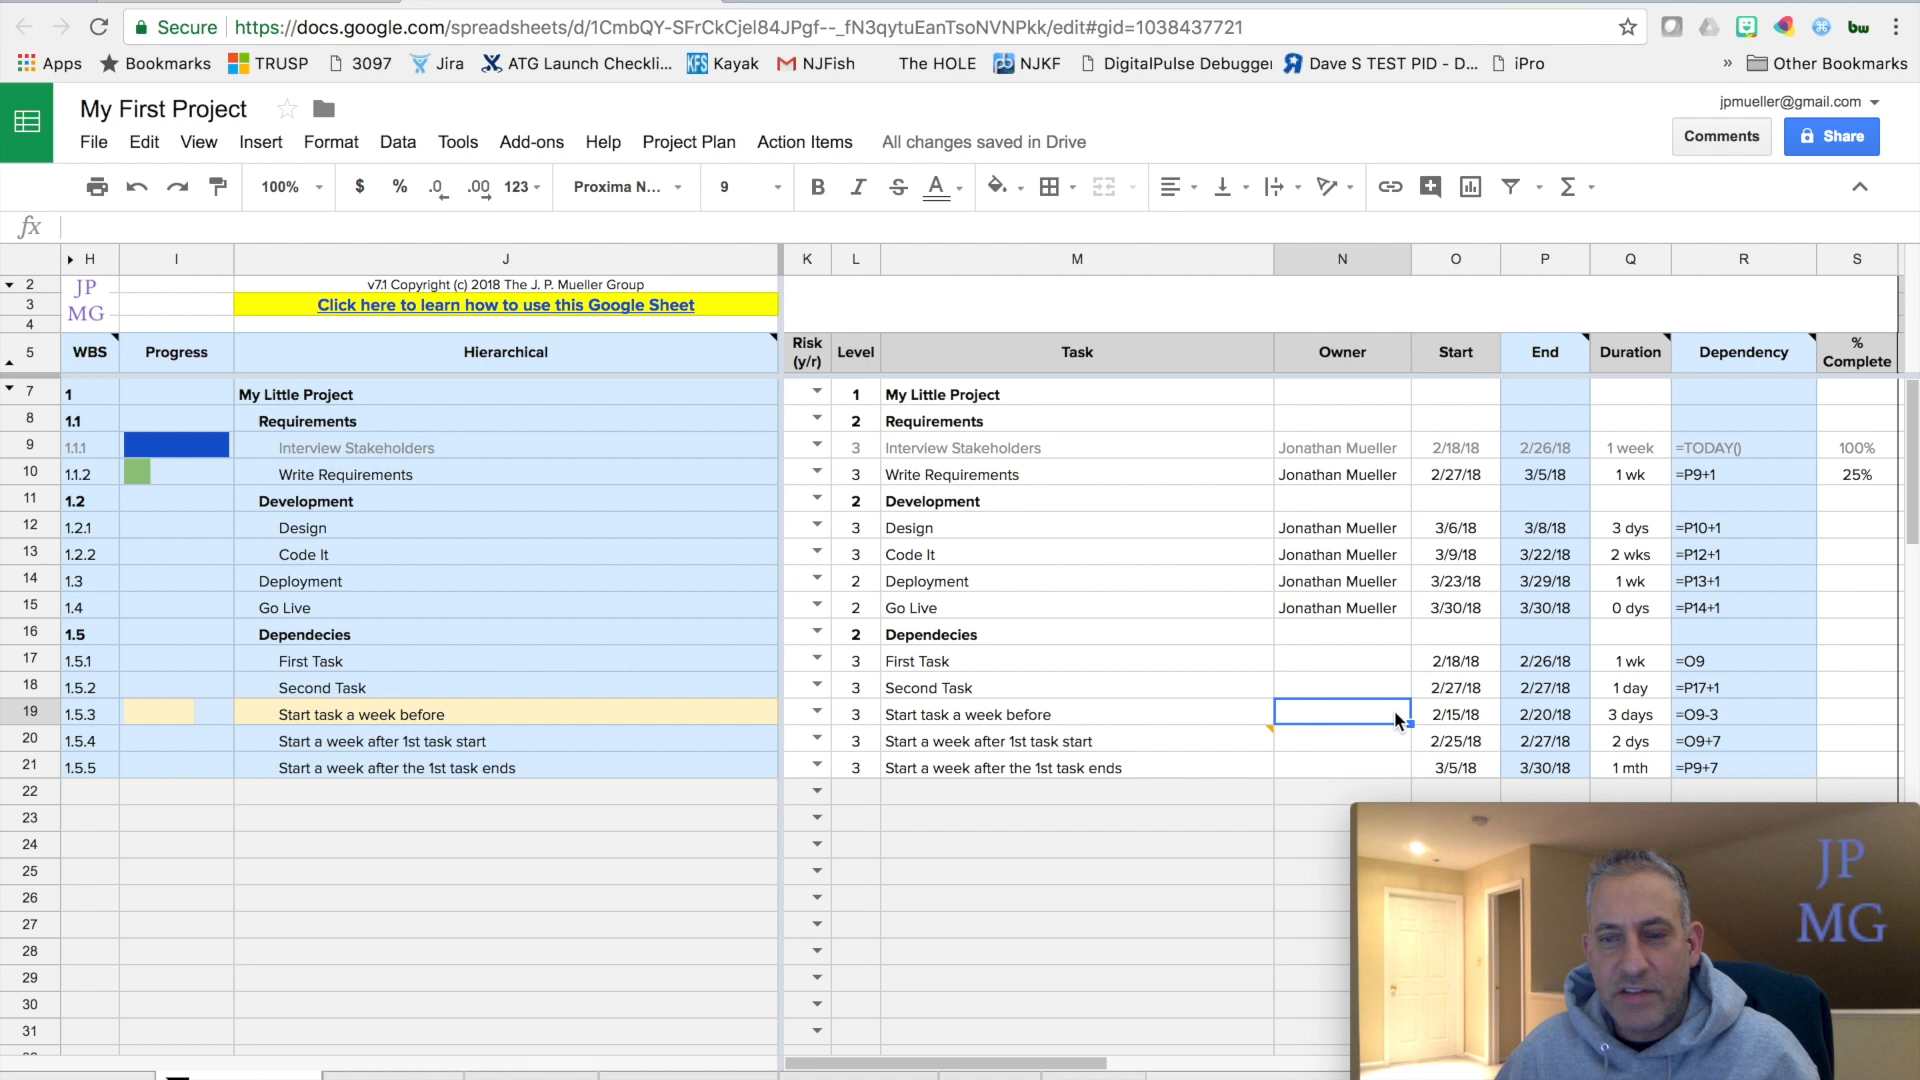 Secure https://docs.google.com/spreadsheets/d/1CmbQY-SFrCkCjel84JPgf--_fN3qytuEanTsoNVNPkk/edit#gid=1038437721 bw
Apps Bookmarks TRUSP 3097 Jira ATG Launch Checkli... KFS Kayak NJFish The HOLE NJKF DigitalPulse Debugger Dave S TEST PID - D... iPro » Other Bookmarks
My First Project jpmueller@gmail.com
File Edit View Insert Format Data Tools Add-ons Help Project Plan Action Items All changes saved in Drive Comments Share
100% $ % .0 .00 123 Proxima N... 9 B I S A Σ
fx
H I J K L M N O P Q R S
2 JP v7.1 Copyright (c) 2018 The J. P. Mueller Group
3 MG Click here to learn how to use this Google Sheet
4
5 WBS Progress Hierarchical Risk (y/r) Level Task Owner Start End Duration Dependency % Complete
7 1 My Little Project 1 My Little Project
8 1.1 Requirements 2 Requirements
9 1.1.1 Interview Stakeholders 3 Interview Stakeholders Jonathan Mueller 2/18/18 2/26/18 1 week =TODAY() 100%
10 1.1.2 Write Requirements 3 Write Requirements Jonathan Mueller 2/27/18 3/5/18 1 wk =P9+1 25%
11 1.2 Development 2 Development
12 1.2.1 Design 3 Design Jonathan Mueller 3/6/18 3/8/18 3 dys =P10+1
13 1.2.2 Code It 3 Code It Jonathan Mueller 3/9/18 3/22/18 2 wks =P12+1
14 1.3 Deployment 2 Deployment Jonathan Mueller 3/23/18 3/29/18 1 wk =P13+1
15 1.4 Go Live 2 Go Live Jonathan Mueller 3/30/18 3/30/18 0 dys =P14+1
16 1.5 Dependecies 2 Dependecies
17 1.5.1 First Task 3 First Task 2/18/18 2/26/18 1 wk =O9
18 1.5.2 Second Task 3 Second Task 2/27/18 2/27/18 1 day =P17+1
19 1.5.3 Start task a week before 3 Start task a week before 2/15/18 2/20/18 3 days =O9-3
20 1.5.4 Start a week after 1st task start 3 Start a week after 1st task start 2/25/18 2/27/18 2 dys =O9+7
21 1.5.5 Start a week after the 1st task ends 3 Start a week after the 1st task ends 3/5/18 3/30/18 1 mth =P9+7
22
23
24
25
26
27
28
29
30
31
JP
MG